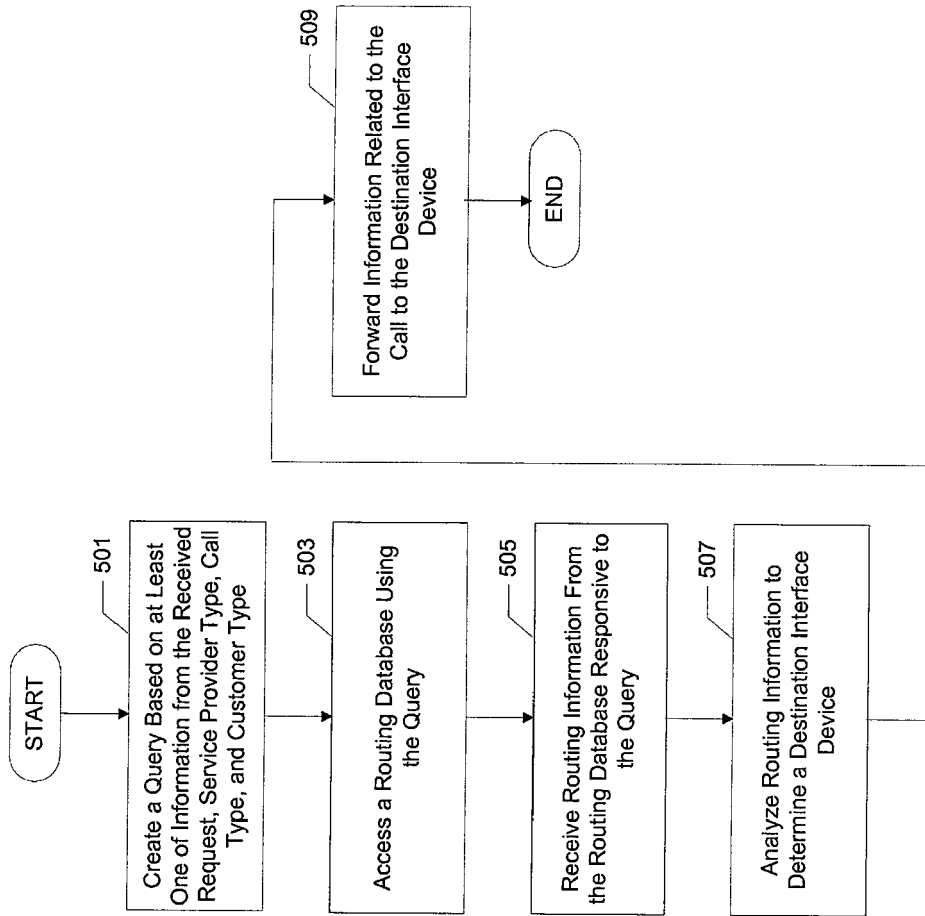 START
501
Create a Query Based on at Least
One of Information from the Received
Request, Service Provider Type, Call
Type, and Customer Type
503
Access a Routing Database Using
the Query
505
Receive Routing Information From
the Routing Database Responsive to
the Query
507
Analyze Routing Information to
Determine a Destination Interface
Device
509
Forward Information Related to the
Call to the Destination Interface
Device
END